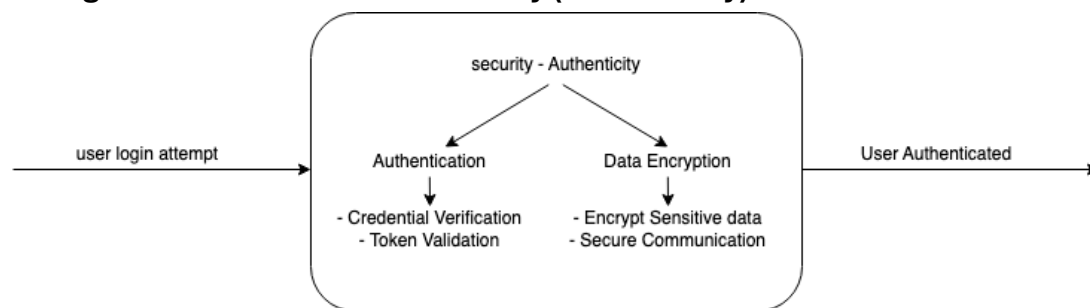 security - Authenticity
user login attempt
Authentication
Data Encryption
User Authenticated
- Credential Verification
- Token Validation
- Encrypt Sensitive data
- Secure Communication